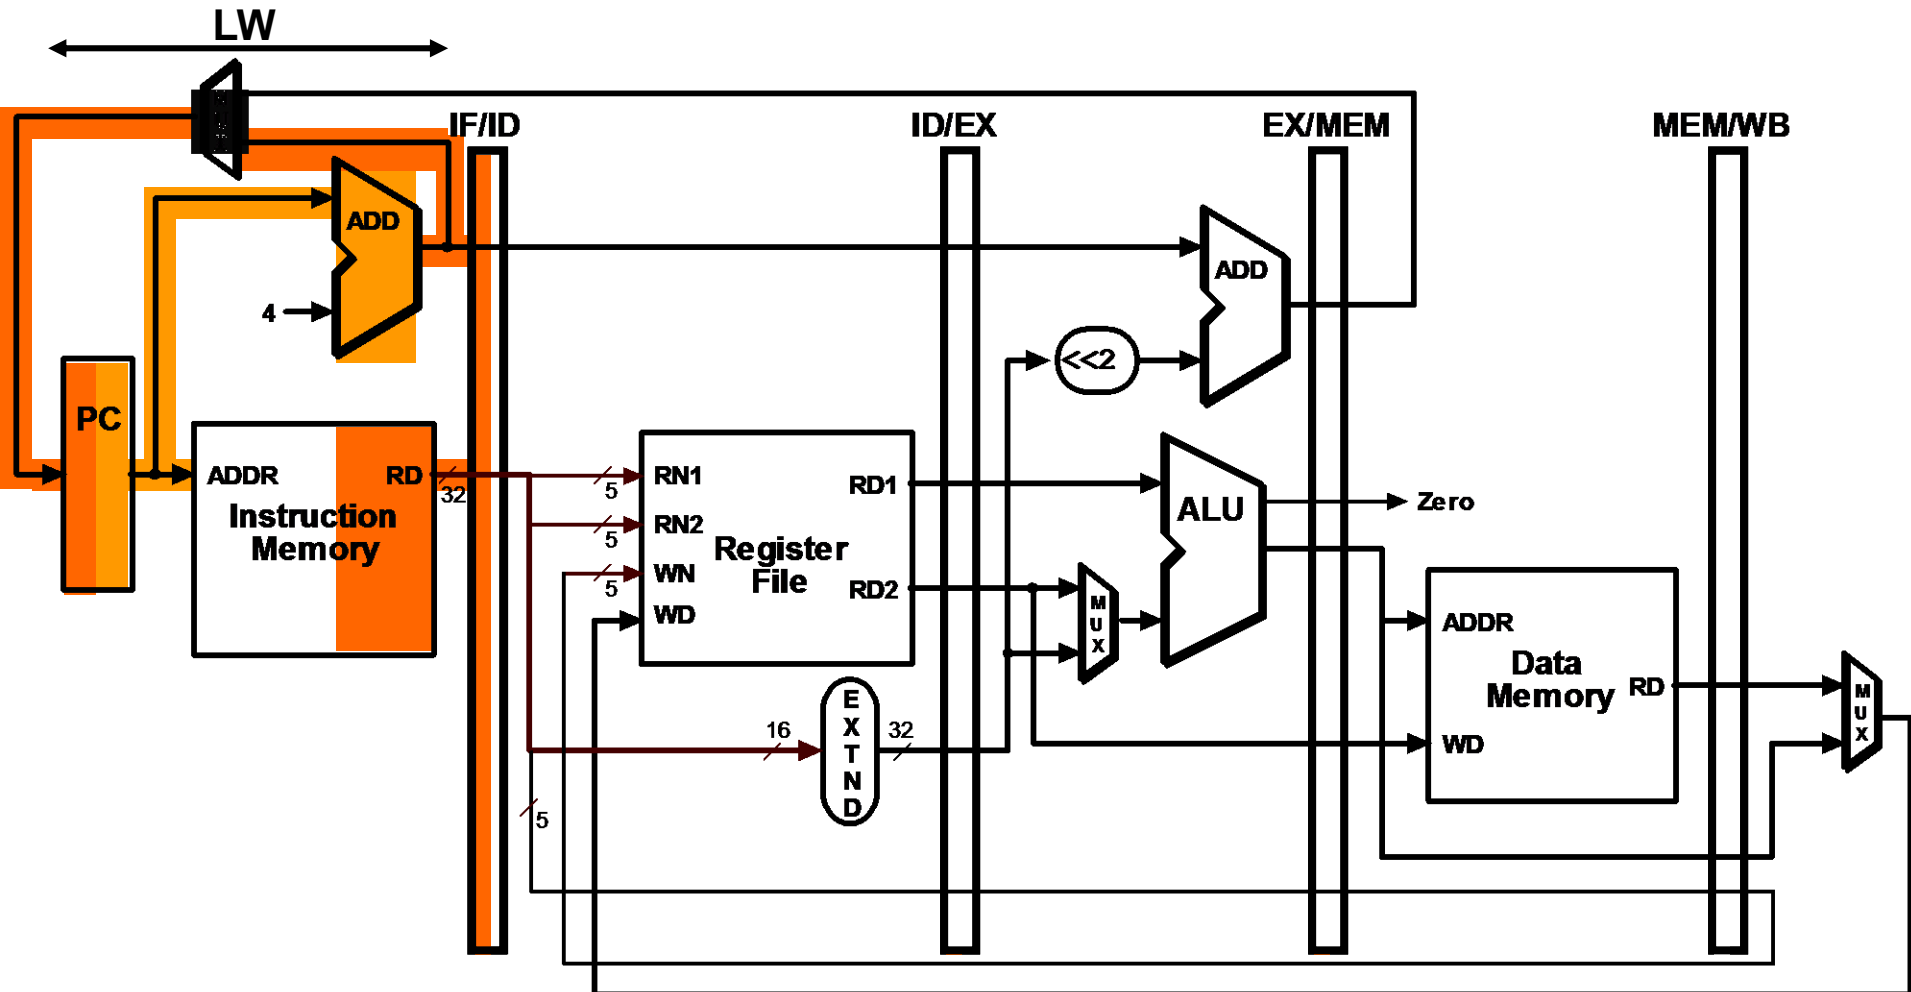 LW
IF/ID
ID/EX
EX/MEM
MEM/WB
ADD
4
ADD
<<2
PC
ADDR
RD
32
Instruction
Memory
5
RN1
5
RN2
5
WN
WD
Register
File
RD1
RD2
M
U
X
ALU
Zero
ADDR
Data
Memory
RD
WD
M
U
X
16
E
X
T
N
D
32
5